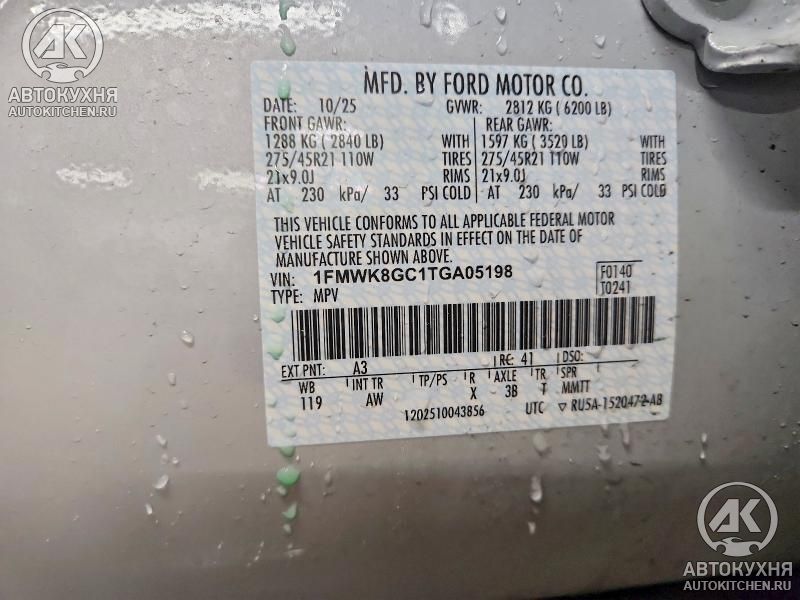 АК
АВТОКУХНЯ
AUTOKITCHEN.RU
MFD. BY FORD MOTOR CO.
DATE: 10/25 GVWR: 2812 KG ( 6200 LB)
FRONT GAWR: REAR GAWR:
1288 KG ( 2840 LB) WITH 1597 KG ( 3520 LB) WITH
275/45R21 110W TIRES 275/45R21 110W TIRES
21x9.0J RIMS 21x9.0J RIMS
AT 230 kPa/ 33 PSI COLD AT 230 kPa/ 33 PSI COLD
THIS VEHICLE CONFORMS TO ALL APPLICABLE FEDERAL MOTOR
VEHICLE SAFETY STANDARDS IN EFFECT ON THE DATE OF
MANUFACTURE SHOWN ABOVE.
VIN: 1FMWK8GC1TGA05198 F0140
TYPE: MPV T0241
EXT PNT: A3 RC: 41 DSO:
WB INT TR TP/PS R AXLE TR SPR
119 AW X 3B T MMTT
1202510043856 UTC ▽ RU5A-1520472-AB
АК
АВТОКУХНЯ
AUTOKITCHEN.RU